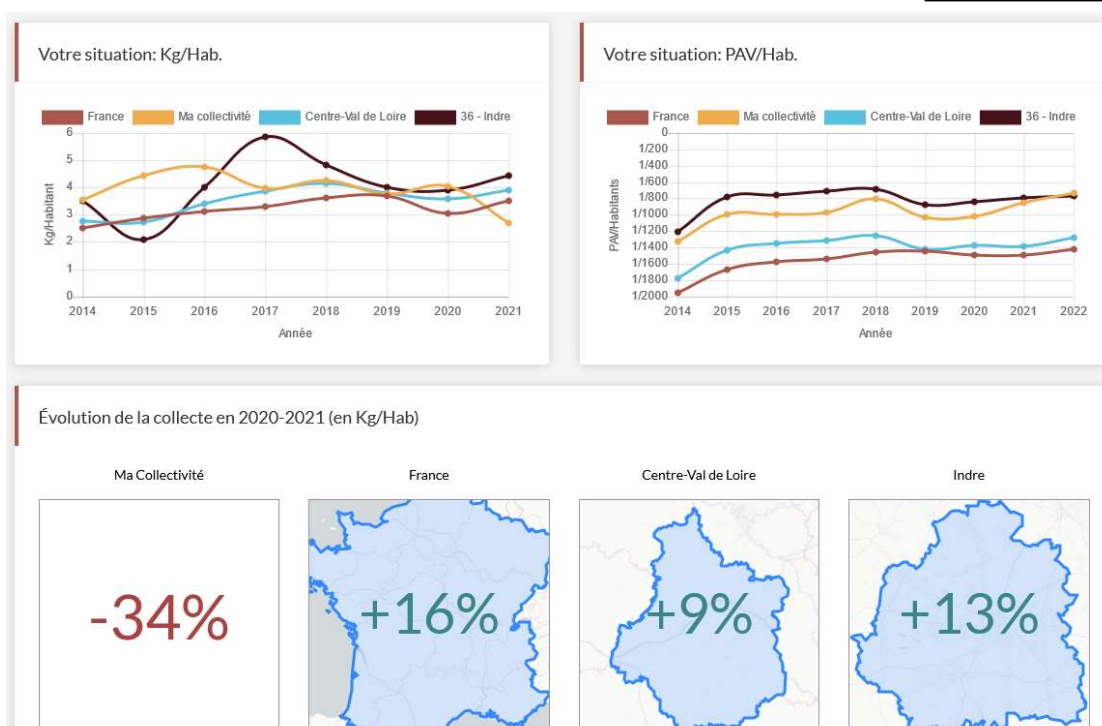 Votre situation: Kg/Hab.
France Ma collectivité Centre-Val de Loire 36 - Indre
6
5
4
3
2
1
0
Kg/Habitant
2014 2015 2016 2017 2018 2019 2020 2021
Année
Votre situation: PAV/Hab.
France Ma collectivité Centre-Val de Loire 36 - Indre
0
1/200
1/400
1/600
1/800
1/1000
1/1200
1/1400
1/1600
1/1800
1/2000
PAV/Habitants
2014 2015 2016 2017 2018 2019 2020 2021 2022
Année
Évolution de la collecte en 2020-2021 (en Kg/Hab)
Ma Collectivité France Centre-Val de Loire Indre
-34% +16% +9% +13%